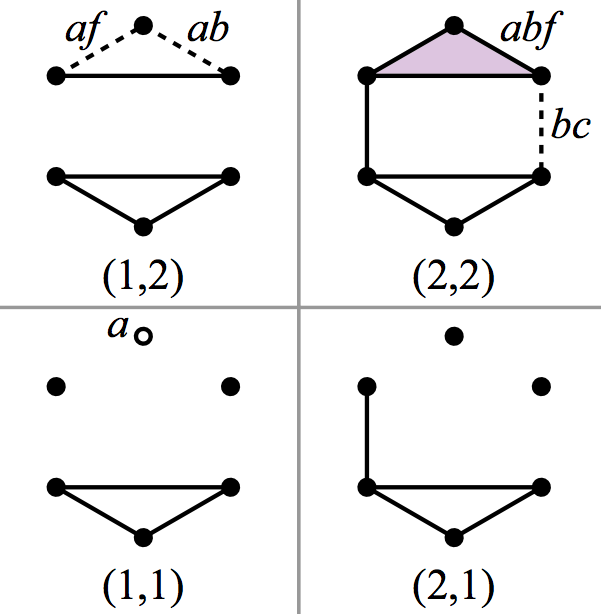 af ab
abf
bc
(1,2)
(2,2)
a
(1,1)
(2,1)